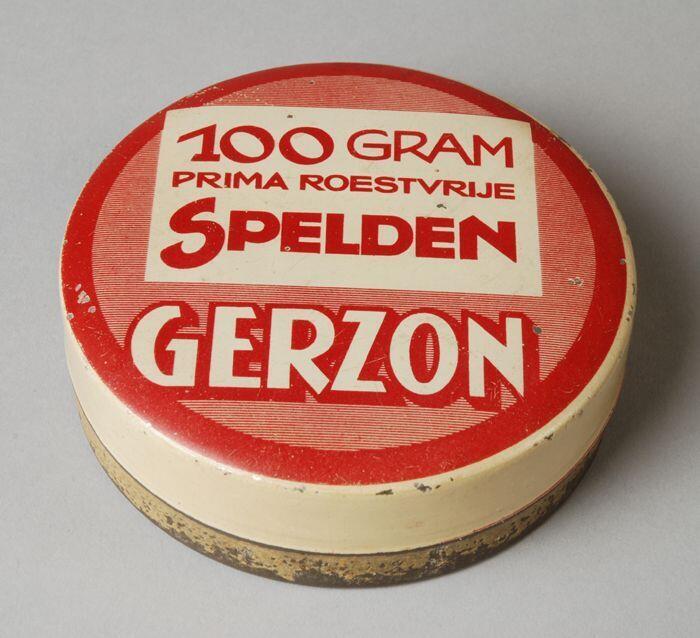 100 GRAM
PRIMA ROESTVRIJE
SPELDEN
GERZON